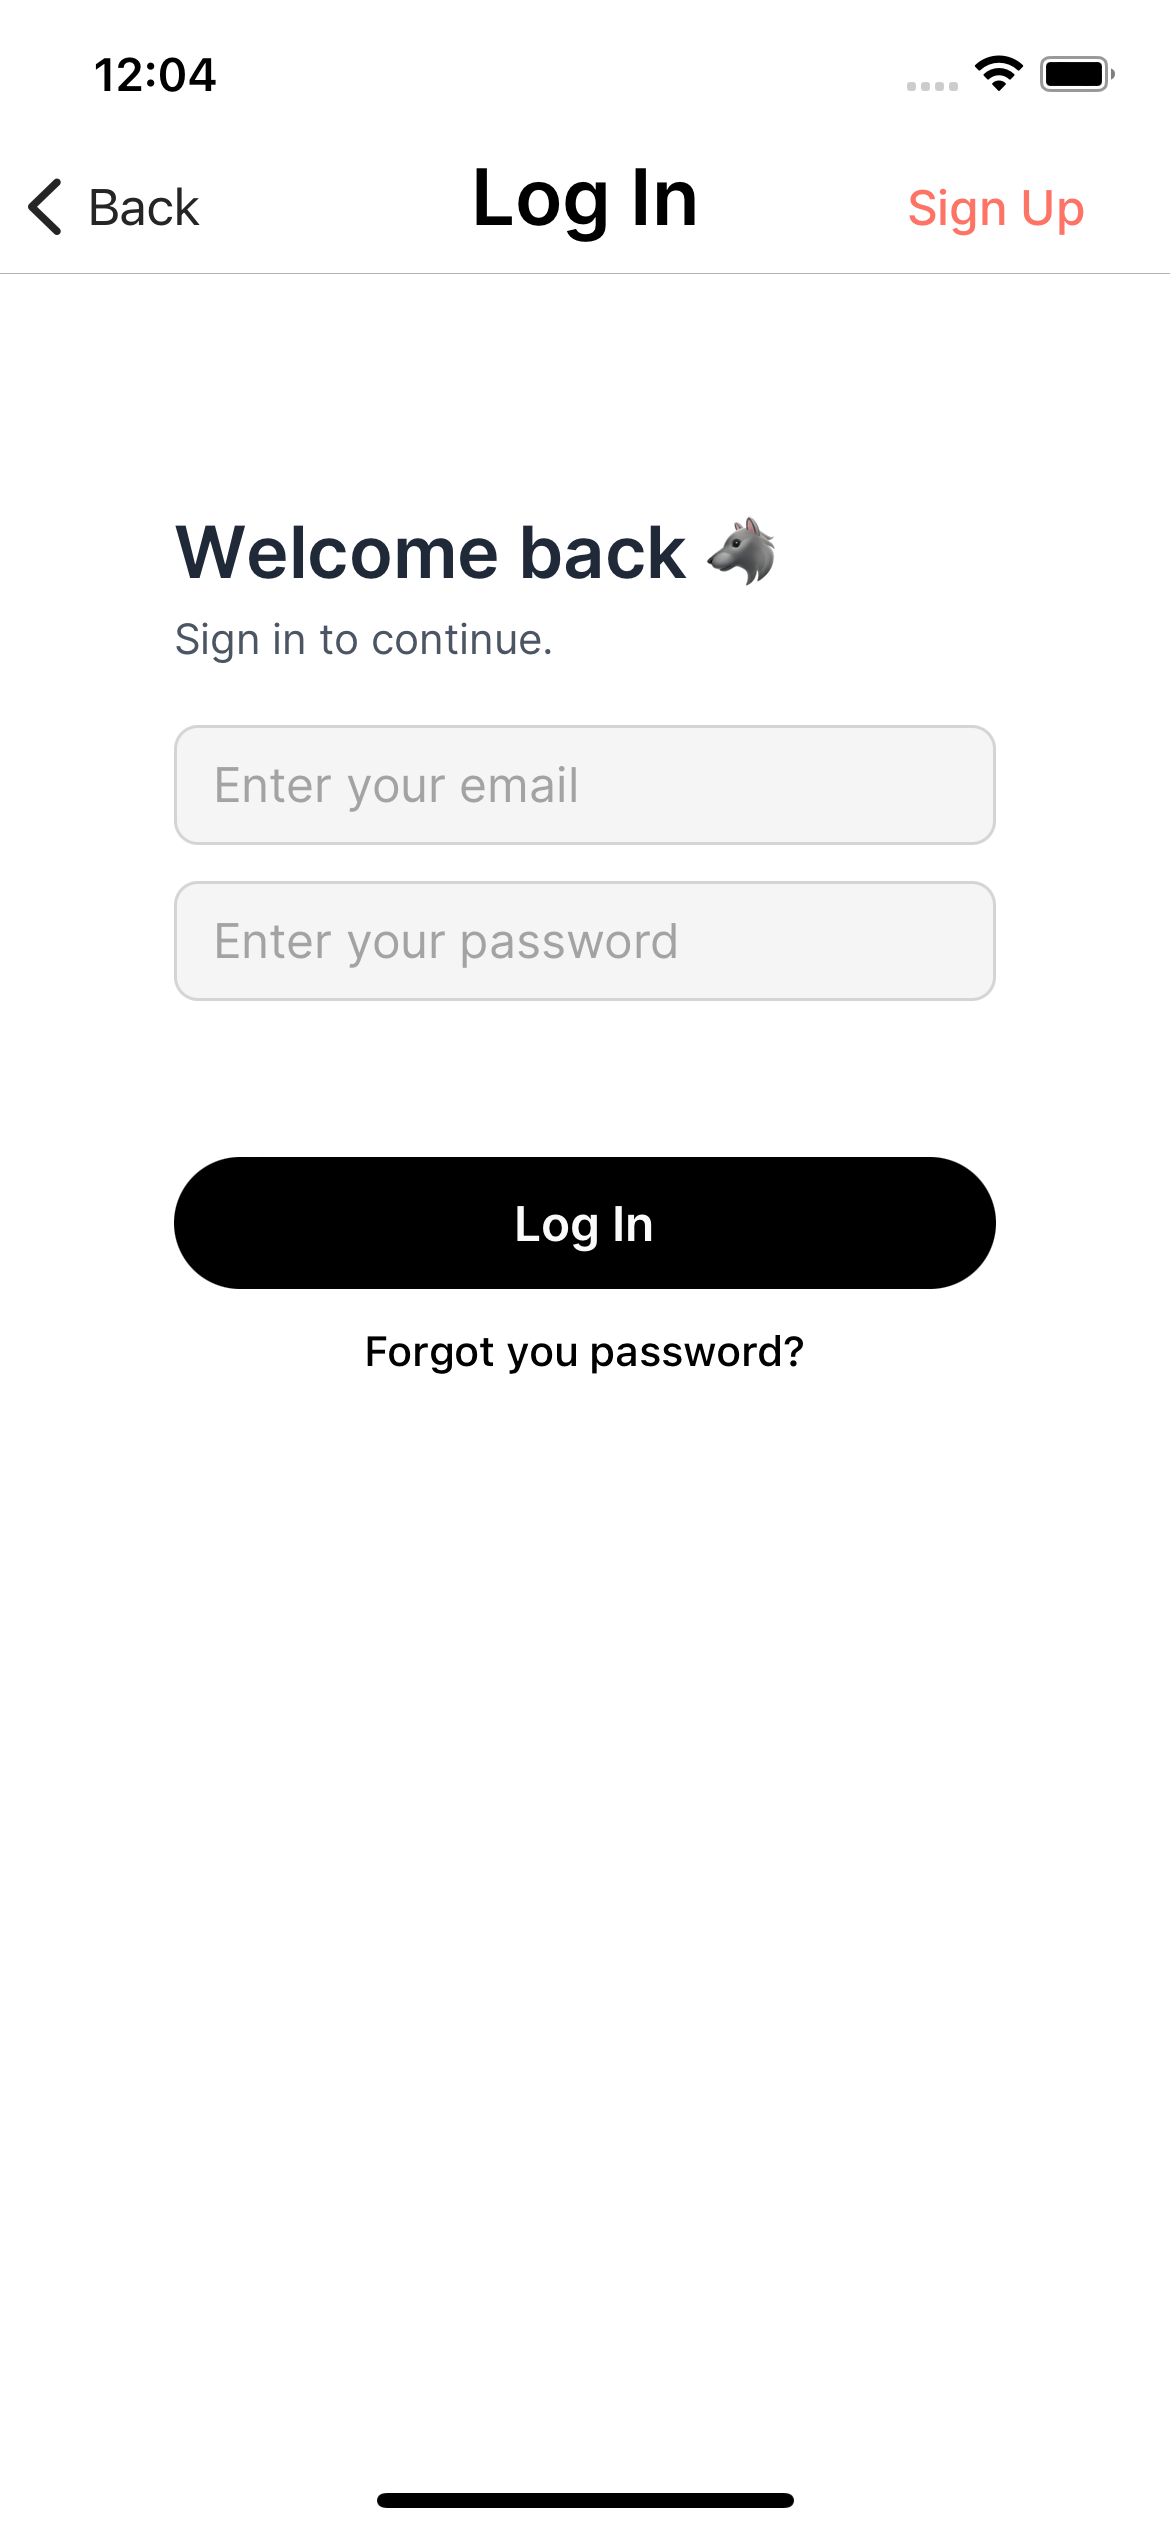 12:04
Back
Log In
Sign Up
Welcome back 🐺
Sign in to continue.
Enter your email
Enter your password
Log In
Forgot you password?